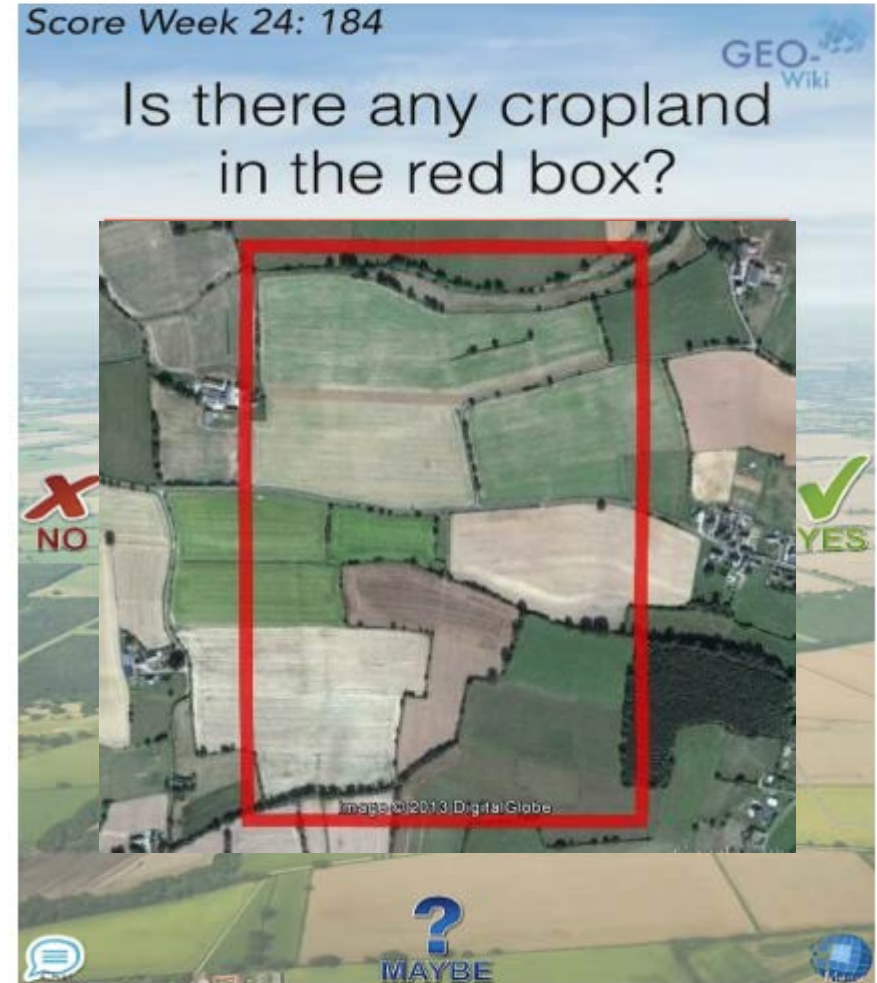 Score Week 24: 184
GEO-
Wiki
Is there any cropland
in the red box?
NO
YES
Image © 2013 DigitalGlobe
MAYBE